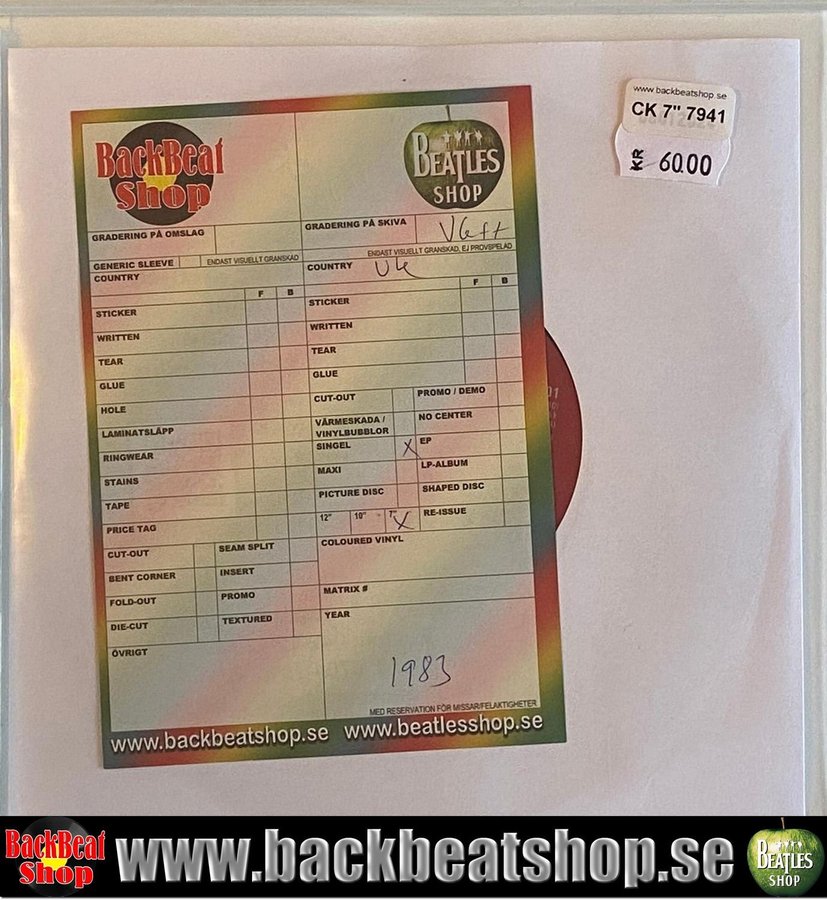 www.backbeatshop.se
CK 7" 7941
KR 60.00
BackBeat
Shop
BEATLES
SHOP
GRADERING PÅ OMSLAG
GENERIC SLEEVE
ENDAST VISUELLT GRANSKAD
COUNTRY
F B
STICKER
WRITTEN
TEAR
GLUE
HOLE
LAMINATSLÄPP
RINGWEAR
STAINS
TAPE
PRICE TAG
CUT-OUT SEAM SPLIT
BENT CORNER INSERT
FOLD-OUT PROMO
DIE-CUT TEXTURED
ÖVRIGT
GRADERING PÅ SKIVA
VG++
ENDAST VISUELLT GRANSKAD, EJ PROVSPELAD
COUNTRY UK
F B
STICKER
WRITTEN
TEAR
GLUE
CUT-OUT PROMO / DEMO
VÄRMESKADA /
VINYLBUBBLOR
NO CENTER
SINGEL X EP
MAXI LP-ALBUM
PICTURE DISC SHAPED DISC
12" 10" 7" X RE-ISSUE
COLOURED VINYL
MATRIX #
YEAR
1983
MED RESERVATION FÖR MISSAR/FELAKTIGHETER
www.backbeatshop.se www.beatlesshop.se
BackBeat
Shop
www.backbeatshop.se
BEATLES
SHOP